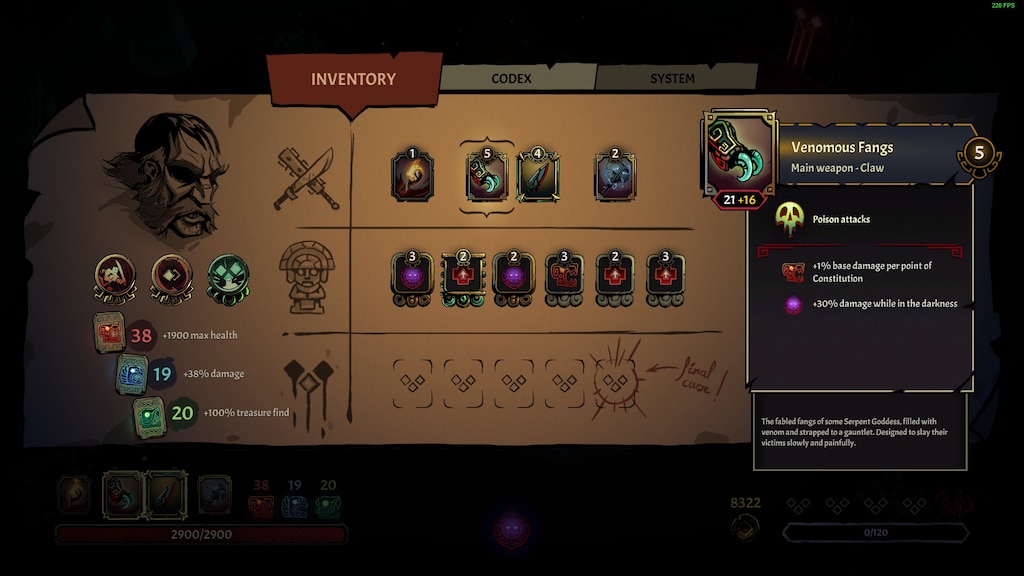 220 FPS
INVENTORY
CODEX
SYSTEM
Venomous Fangs
Main weapon - Claw
5
21 +16
Poison attacks
+1% base damage per point of
Constitution
+30% damage while in the darkness
The fabled fangs of some Serpent Goddess, filled with
venom and strapped to a gauntlet. Designed to slay their
victims slowly and painfully.
1
5
4
2
3
2
2
3
2
3
38 +1900 max health
19 +38% damage
20 +100% treasure find
final
curse!
38 19 20
2900/2900
8322
0/120